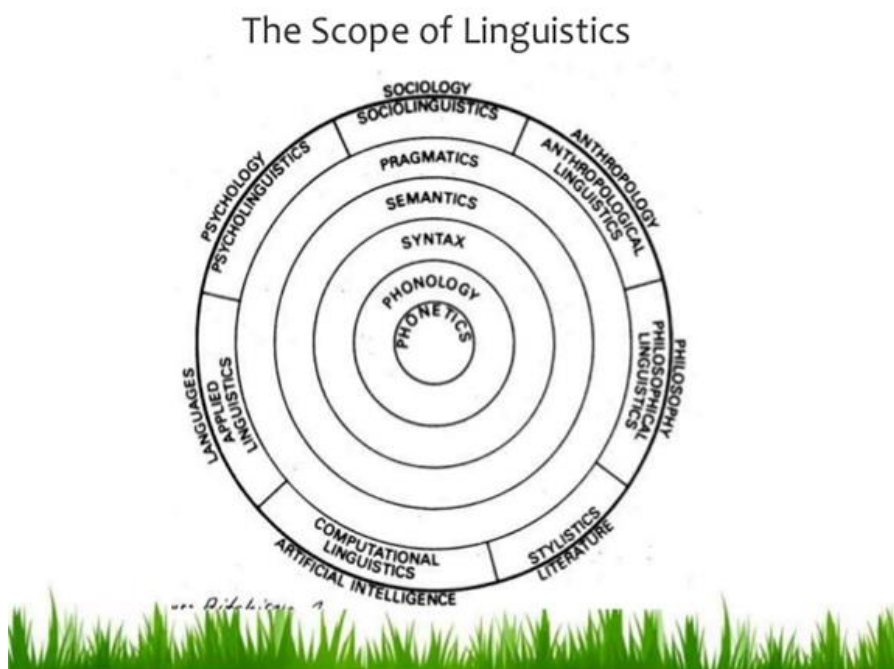 The Scope of Linguistics
SOCIOLOGY
SOCIOLINGUISTICS
ANTHROPOLOGY
ANTHROPOLOGICAL
LINGUISTICS
PSYCHOLOGY
PSYCHOLINGUISTICS
PRAGMATICS
SEMANTICS
SYNTAX
PHONOLOGY
PHONETICS
PHILOSOPHY
PHILOSOPHICAL
LINGUISTICS
LANGUAGES
APPLIED
LINGUISTICS
COMPUTATIONAL
LINGUISTICS
ARTIFICIAL INTELLIGENCE
STYLISTICS
LITERATURE